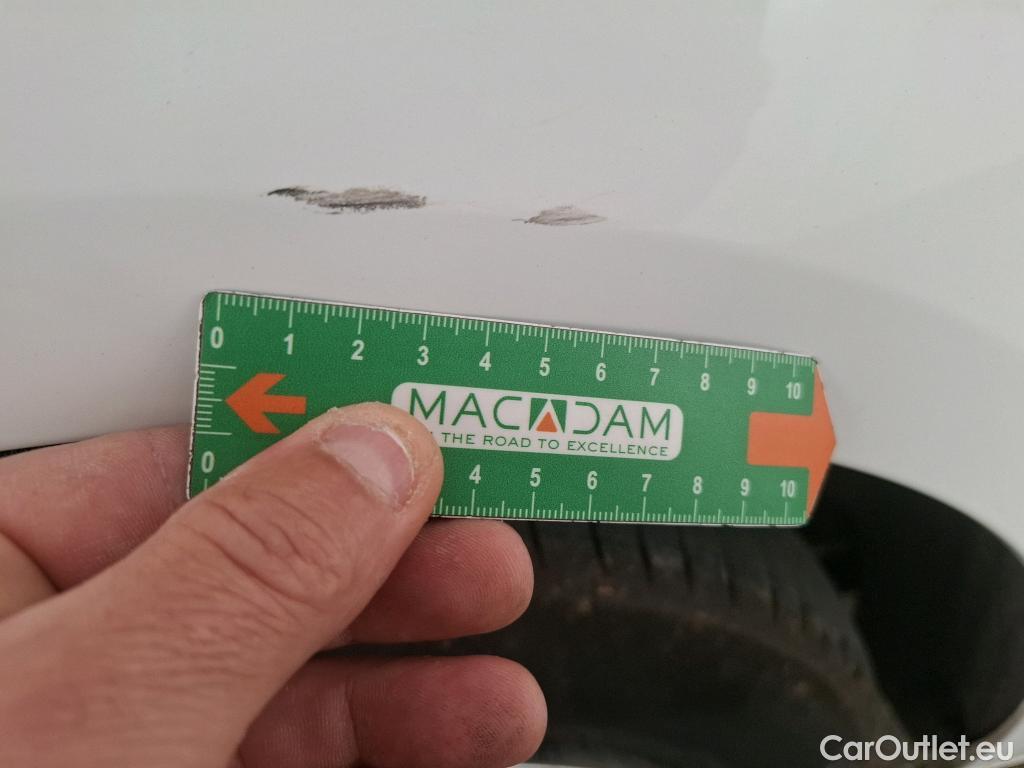 0 1 2 3 4 5 6 7 8 9 10
MACADAM
THE ROAD TO EXCELLENCE
0 4 5 6 7 8 9 10
CarOutlet.eu